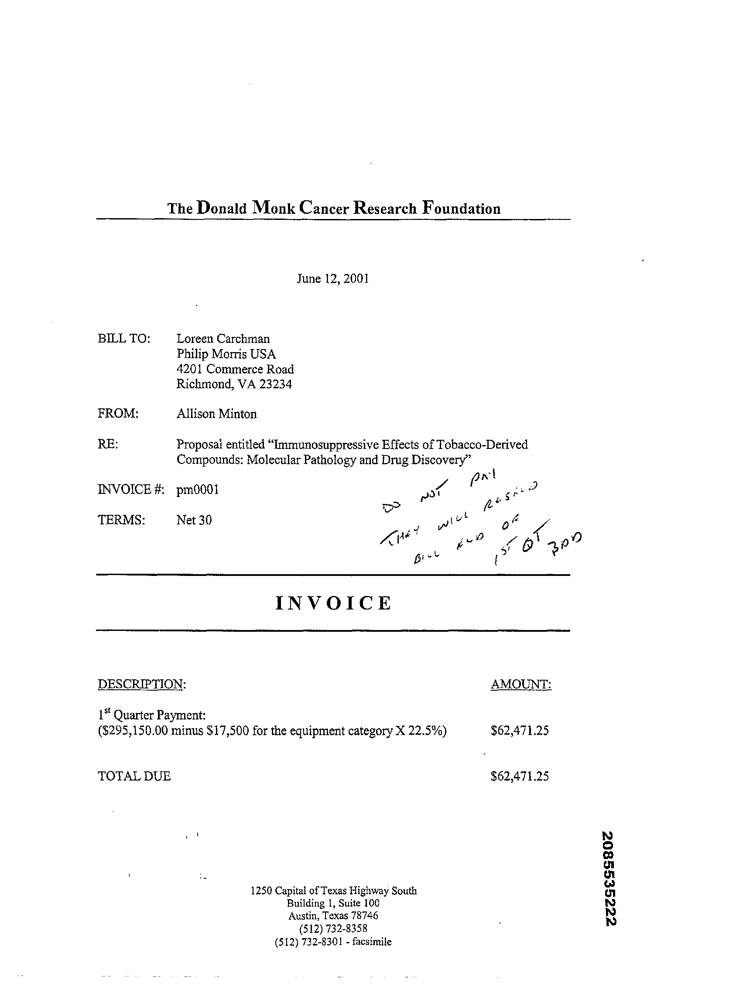 The Donald Monk Cancer Research Foundation
June 12, 2001
BILL TO: Loreen Carchman
Philip Morris USA
4201 Commerce Road
Richmond, VA 23234
FROM: Allison Minton
RE: Proposal entitled “Immunosuppressive Effects of Tobacco-Derived
Compounds: Molecular Pathology and Drug Discovery”
INVOICE #: pm0001
TERMS: Net 30
DO NOT PAY
THEY WILL RESEND
BILL END OF
1ST QT
INVOICE
DESCRIPTION: AMOUNT:
1st Quarter Payment:
($295,150.00 minus $17,500 for the equipment category X 22.5%) $62,471.25
TOTAL DUE $62,471.25
1250 Capital of Texas Highway South
Building 1, Suite 100
Austin, Texas 78746
(512) 732-8358
(512) 732-8301 - facsimile
2085535222